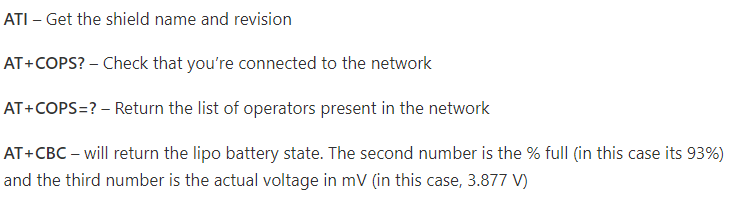 ATI – Get the shield name and revision
AT+COPS? – Check that you’re connected to the network
AT+COPS=? – Return the list of operators present in the network
AT+CBC – will return the lipo battery state. The second number is the % full (in this case its 93%)
and the third number is the actual voltage in mV (in this case, 3.877 V)